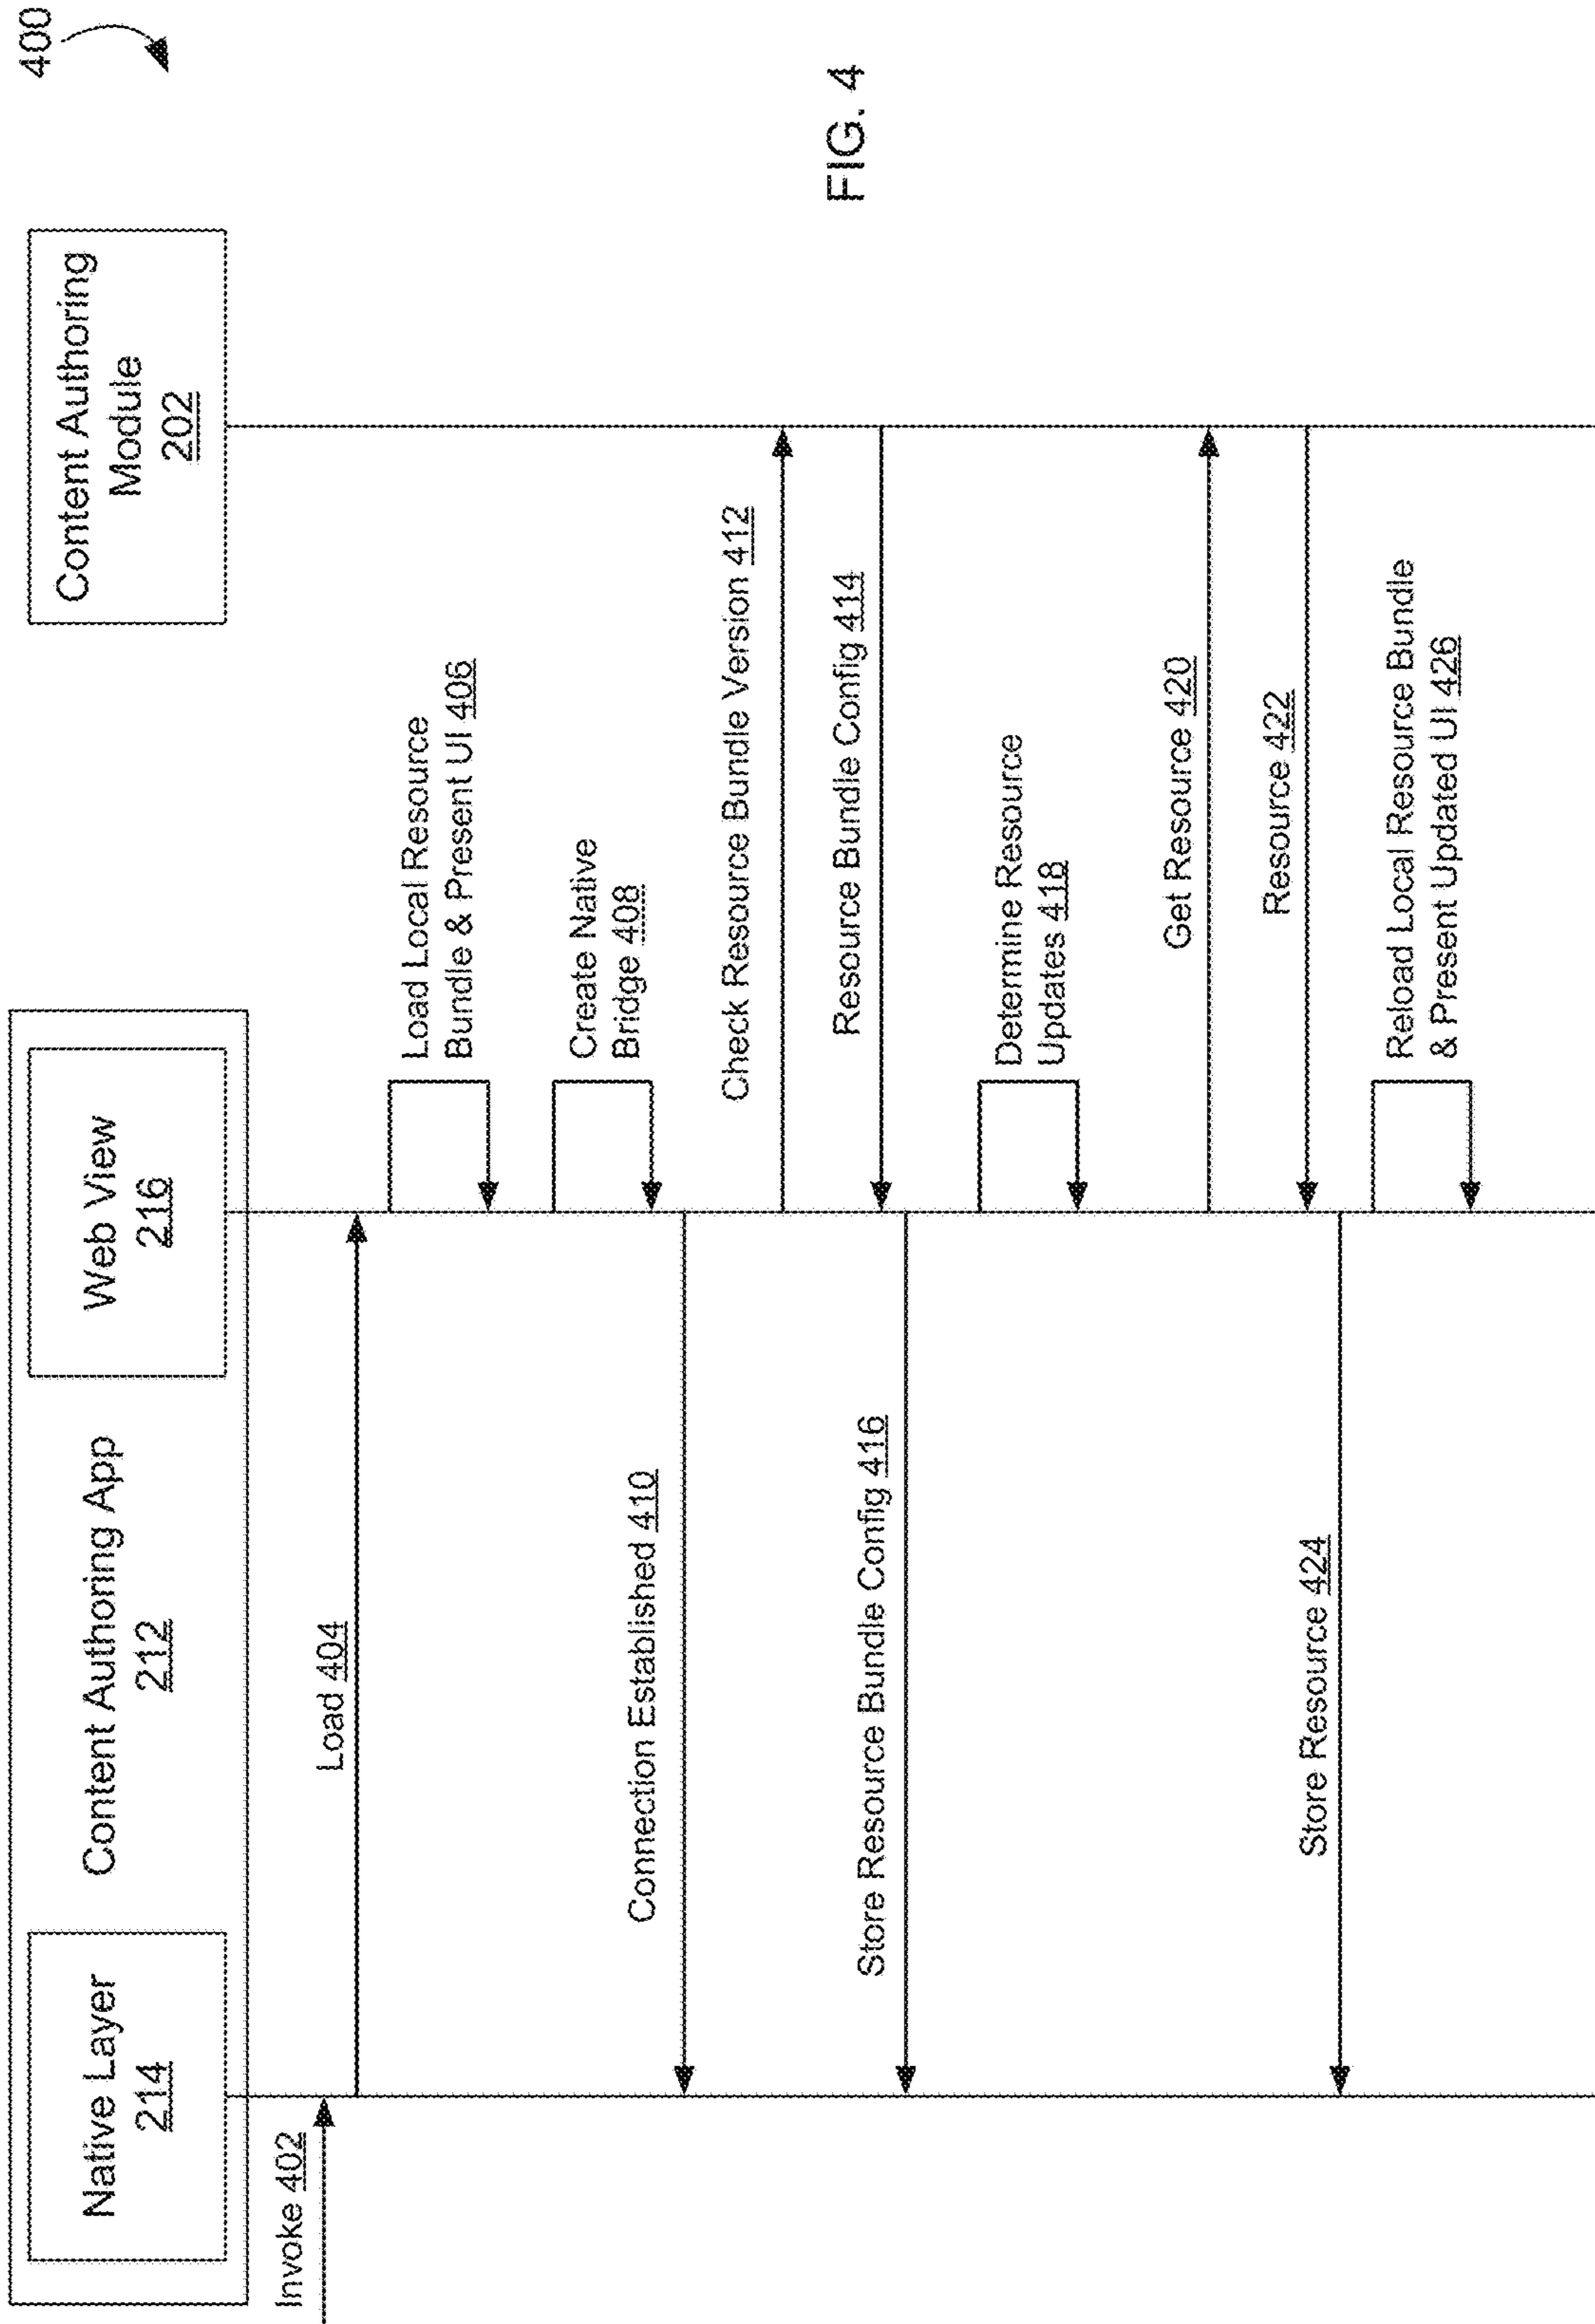 400
Native Layer
214
Content Authoring App
212
Web View
216
Content Authoring
Module
202
Invoke 402
Load 404
Load Local Resource
Bundle & Present UI 406
Create Native
Bridge 408
Connection Established 410
Check Resource Bundle Version 412
Resource Bundle Config 414
Store Resource Bundle Config 416
Determine Resource
Updates 418
Get Resource 420
Resource 422
Store Resource 424
Reload Local Resource Bundle
& Present Updated UI 426
FIG. 4